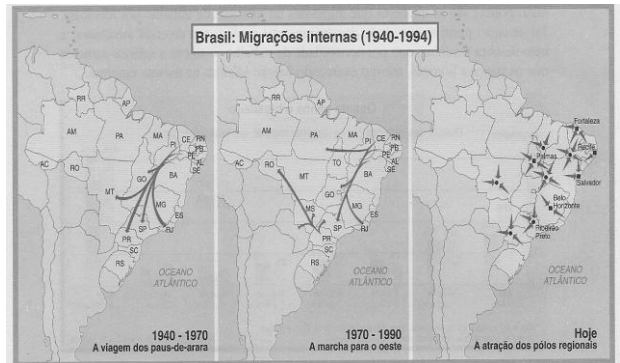 Brasil: Migrações internas (1940-1994)
RR
AP
AM
PA
MA
CE
RN
PI
PB
PE
AL
SE
AC
RO
BA
MT
GO
MG
ES
SP
RJ
PR
SC
RS
OCEANO
ATLÂNTICO
1940 - 1970
A viagem dos paus-de-arara
RR
AP
AM
PA
MA
CE
RN
PI
PB
PE
AL
SE
AC
RO
TO
BA
MT
GO
MG
ES
MS
SP
RJ
PR
SC
RS
OCEANO
ATLÂNTICO
1970 - 1990
A marcha para o oeste
Fortaleza
Recife
Palmas
Salvador
Belo
Horizonte
Ribeirão
Preto
OCEANO
ATLÂNTICO
Hoje
A atração dos pólos regionais